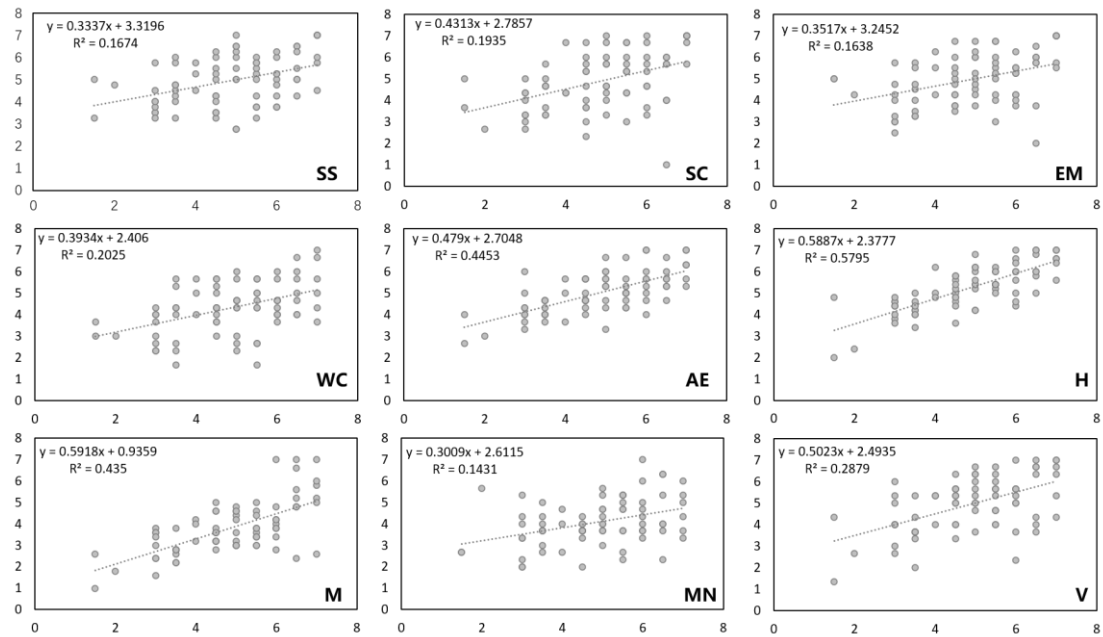 8
7
6
5
4
3
2
1
0
y = 0.3337x + 3.3196
R² = 0.1674
SS
0 2 4 6 8
8
7
6
5
4
3
2
1
0
y = 0.4313x + 2.7857
R² = 0.1935
SC
0 2 4 6 8
8
7
6
5
4
3
2
1
0
y = 0.3517x + 3.2452
R² = 0.1638
EM
0 2 4 6 8
8
7
6
5
4
3
2
1
0
y = 0.3934x + 2.406
R² = 0.2025
WC
0 2 4 6 8
8
7
6
5
4
3
2
1
0
y = 0.479x + 2.7048
R² = 0.4453
AE
0 2 4 6 8
8
7
6
5
4
3
2
1
0
y = 0.5887x + 2.3777
R² = 0.5795
H
0 2 4 6 8
8
7
6
5
4
3
2
1
0
y = 0.5918x + 0.9359
R² = 0.435
M
0 2 4 6 8
8
7
6
5
4
3
2
1
0
y = 0.3009x + 2.6115
R² = 0.1431
MN
0 2 4 6 8
8
7
6
5
4
3
2
1
0
y = 0.5023x + 2.4935
R² = 0.2879
V
0 2 4 6 8